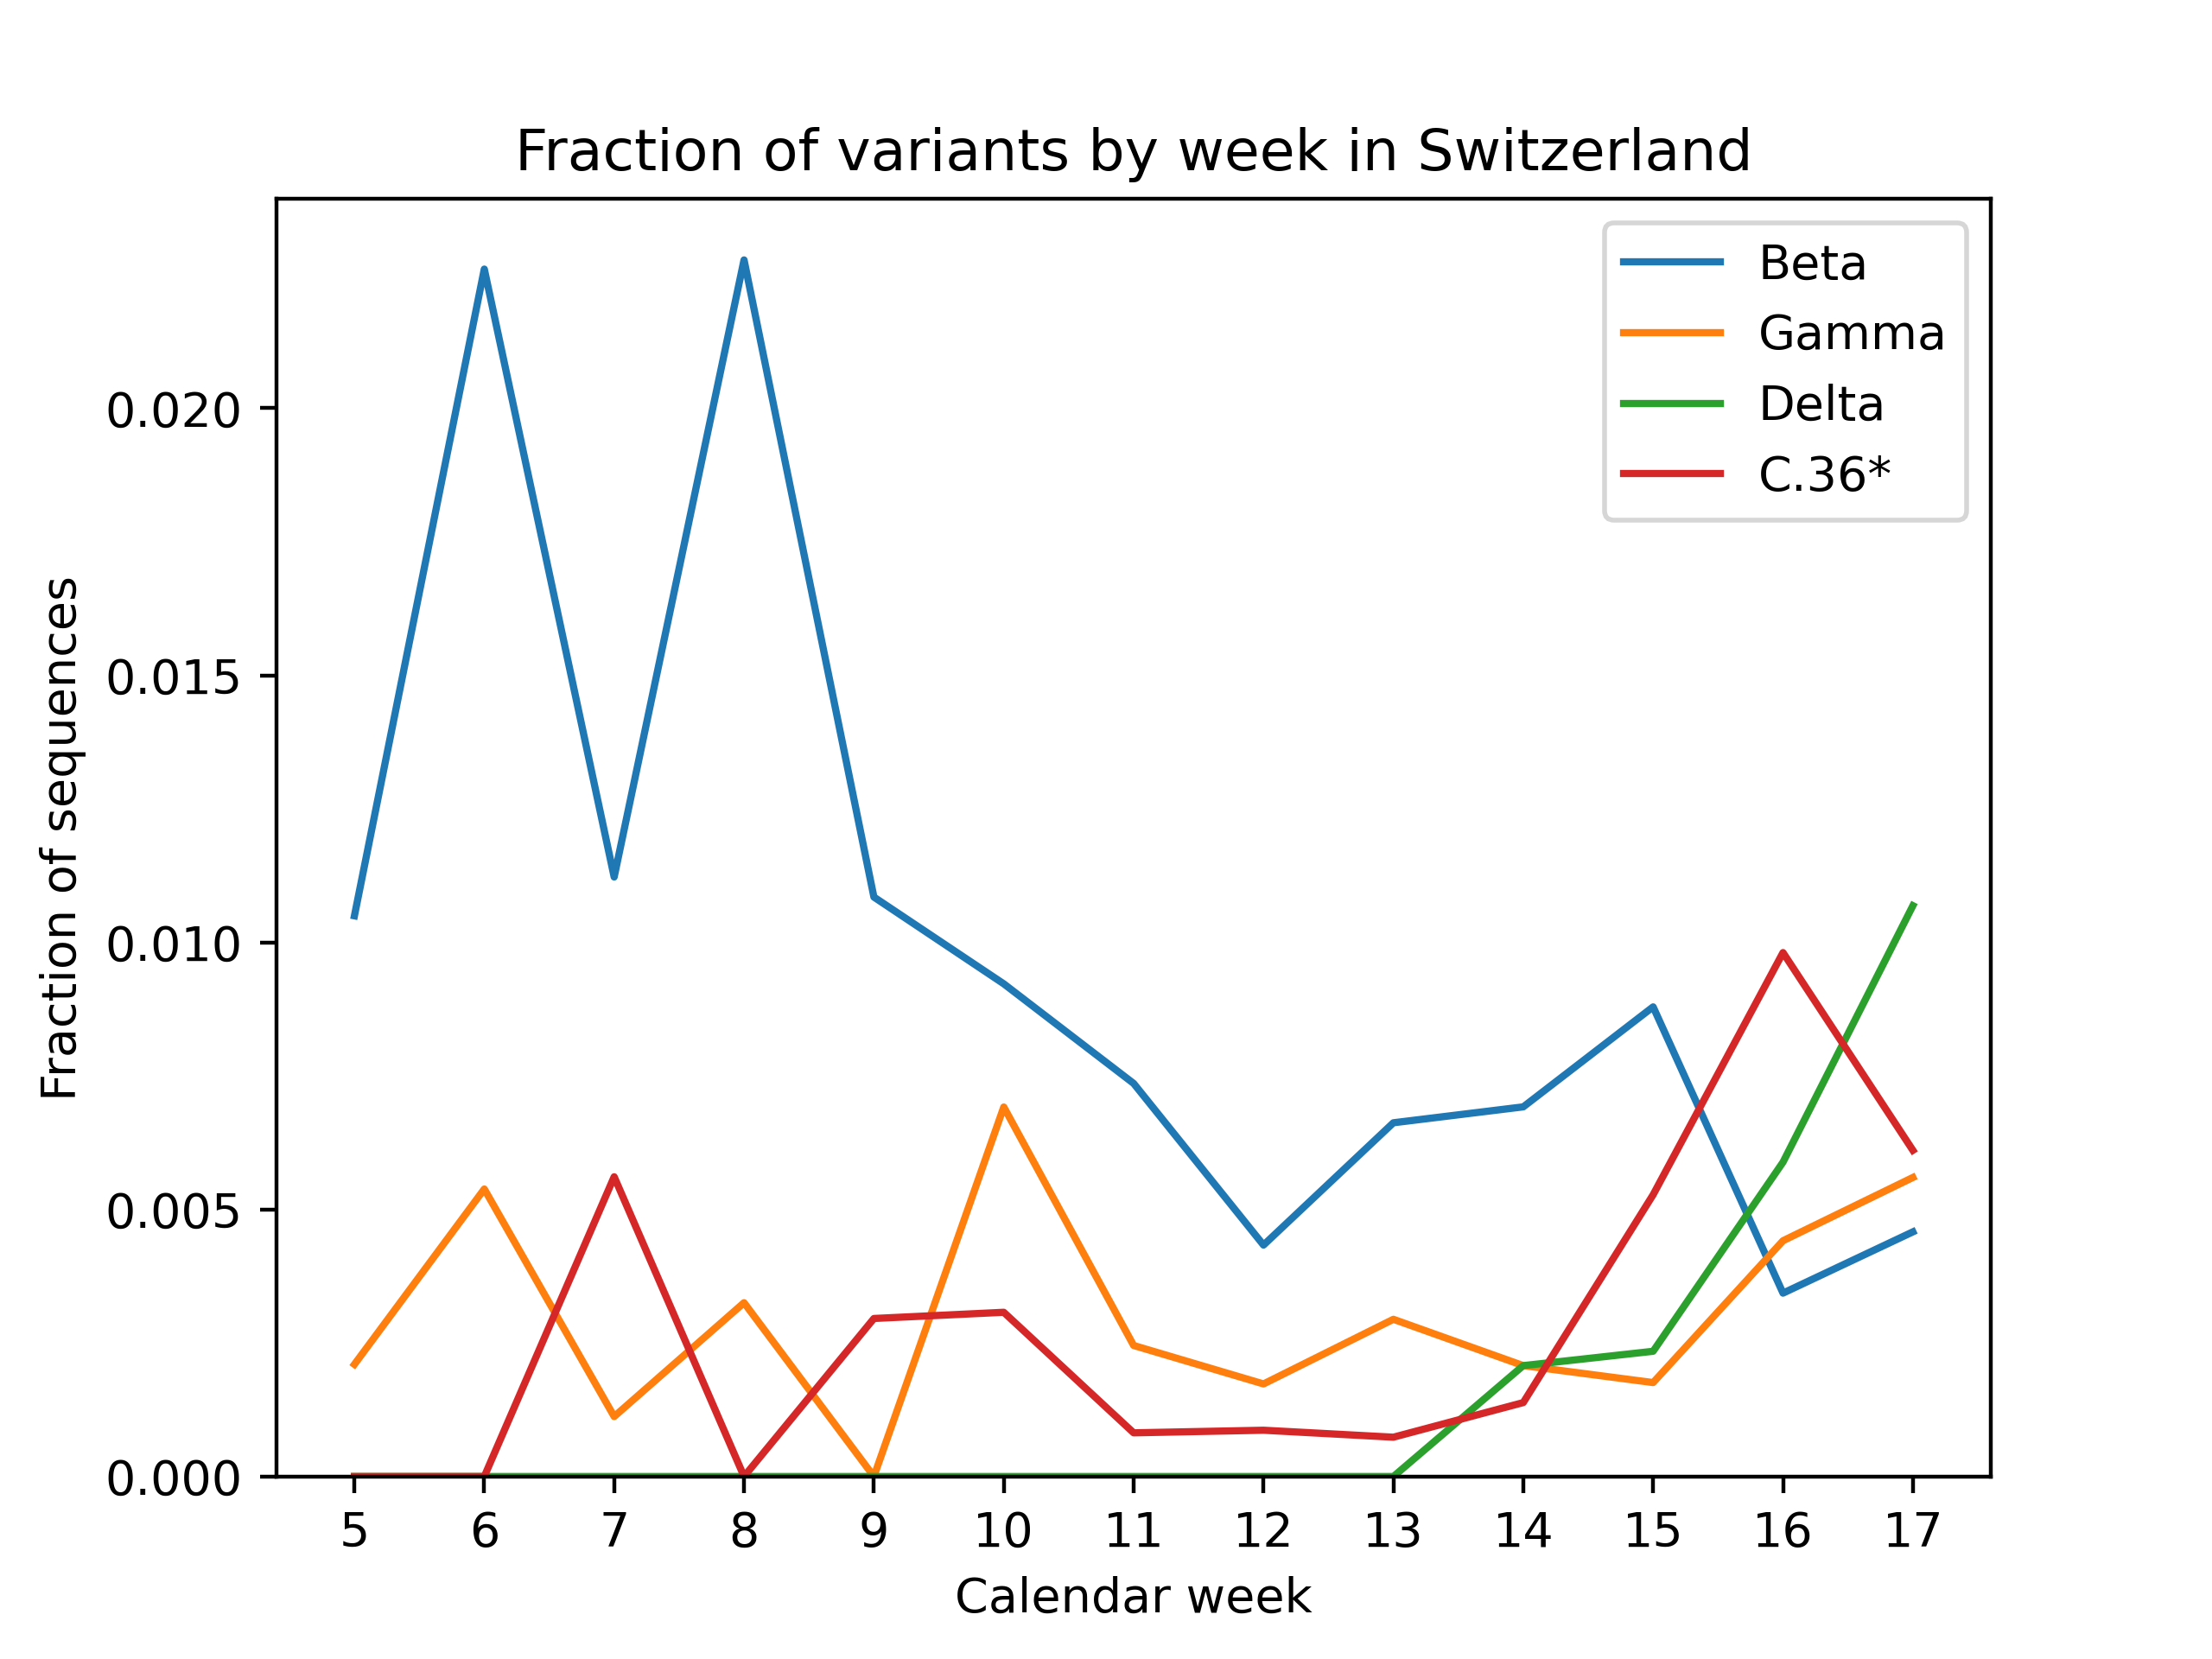 Fraction of variants by week in Switzerland
Beta
Gamma
Delta
C.36*
Fraction of sequences
0.020
0.015
0.010
0.005
0.000
5 6 7 8 9 10 11 12 13 14 15 16 17
Calendar week